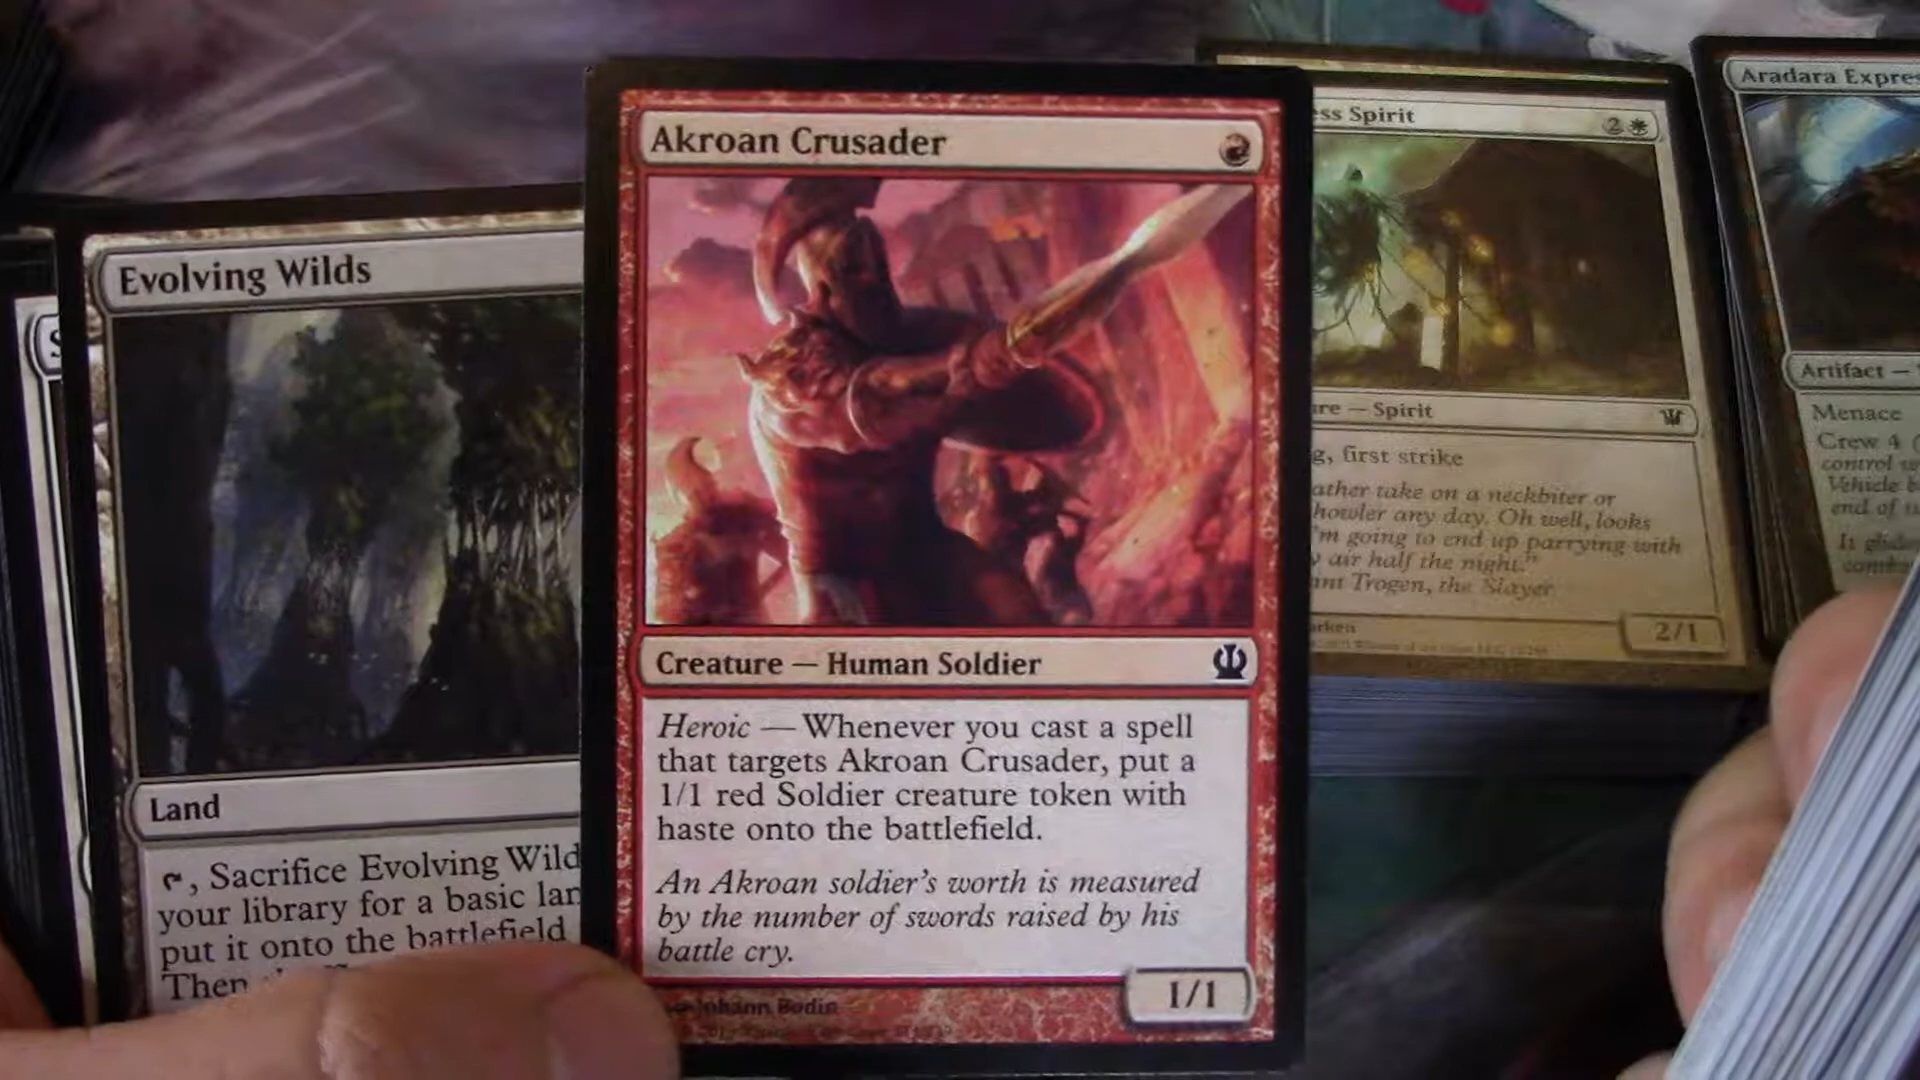 Akroan Crusader
Creature — Human Soldier
Heroic — Whenever you cast a spell
that targets Akroan Crusader, put a
1/1 red Soldier creature token with
haste onto the battlefield.
An Akroan soldier's worth is measured
by the number of swords raised by his
battle cry.
1/1
Johann Bodin
Evolving Wilds
Land
, Sacrifice Evolving Wild
your library for a basic lan
put it onto the battlefield
Then
S
ess Spirit
2
re — Spirit
g, first strike
ather take on a neckbiter or
howler any day. Oh well, looks
'm going to end up parrying with
air half the night."
ant Trogen, the Slayer
2/1
Aradara Expres
Artifact —
Menace
Crew 4 (
control
Vehicle b
end of
It glid